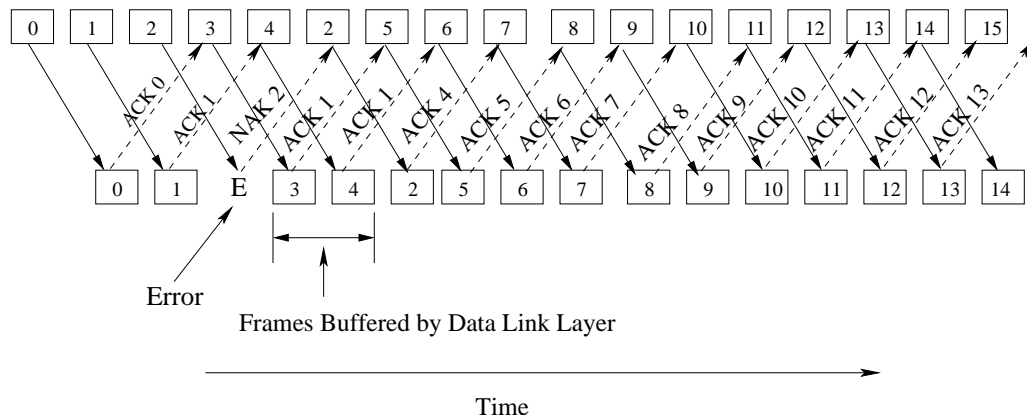 0 1 2 3 4 2 5 6 7 8 9 10 11 12 13 14 15
ACK 0 ACK 1 NAK 2 ACK 1 ACK 1 ACK 4 ACK 5 ACK 6 ACK 7 ACK 8 ACK 9 ACK 10 ACK 11 ACK 12 ACK 13
0 1 E 3 4 2 5 6 7 8 9 10 11 12 13 14
Error
Frames Buffered by Data Link Layer
Time